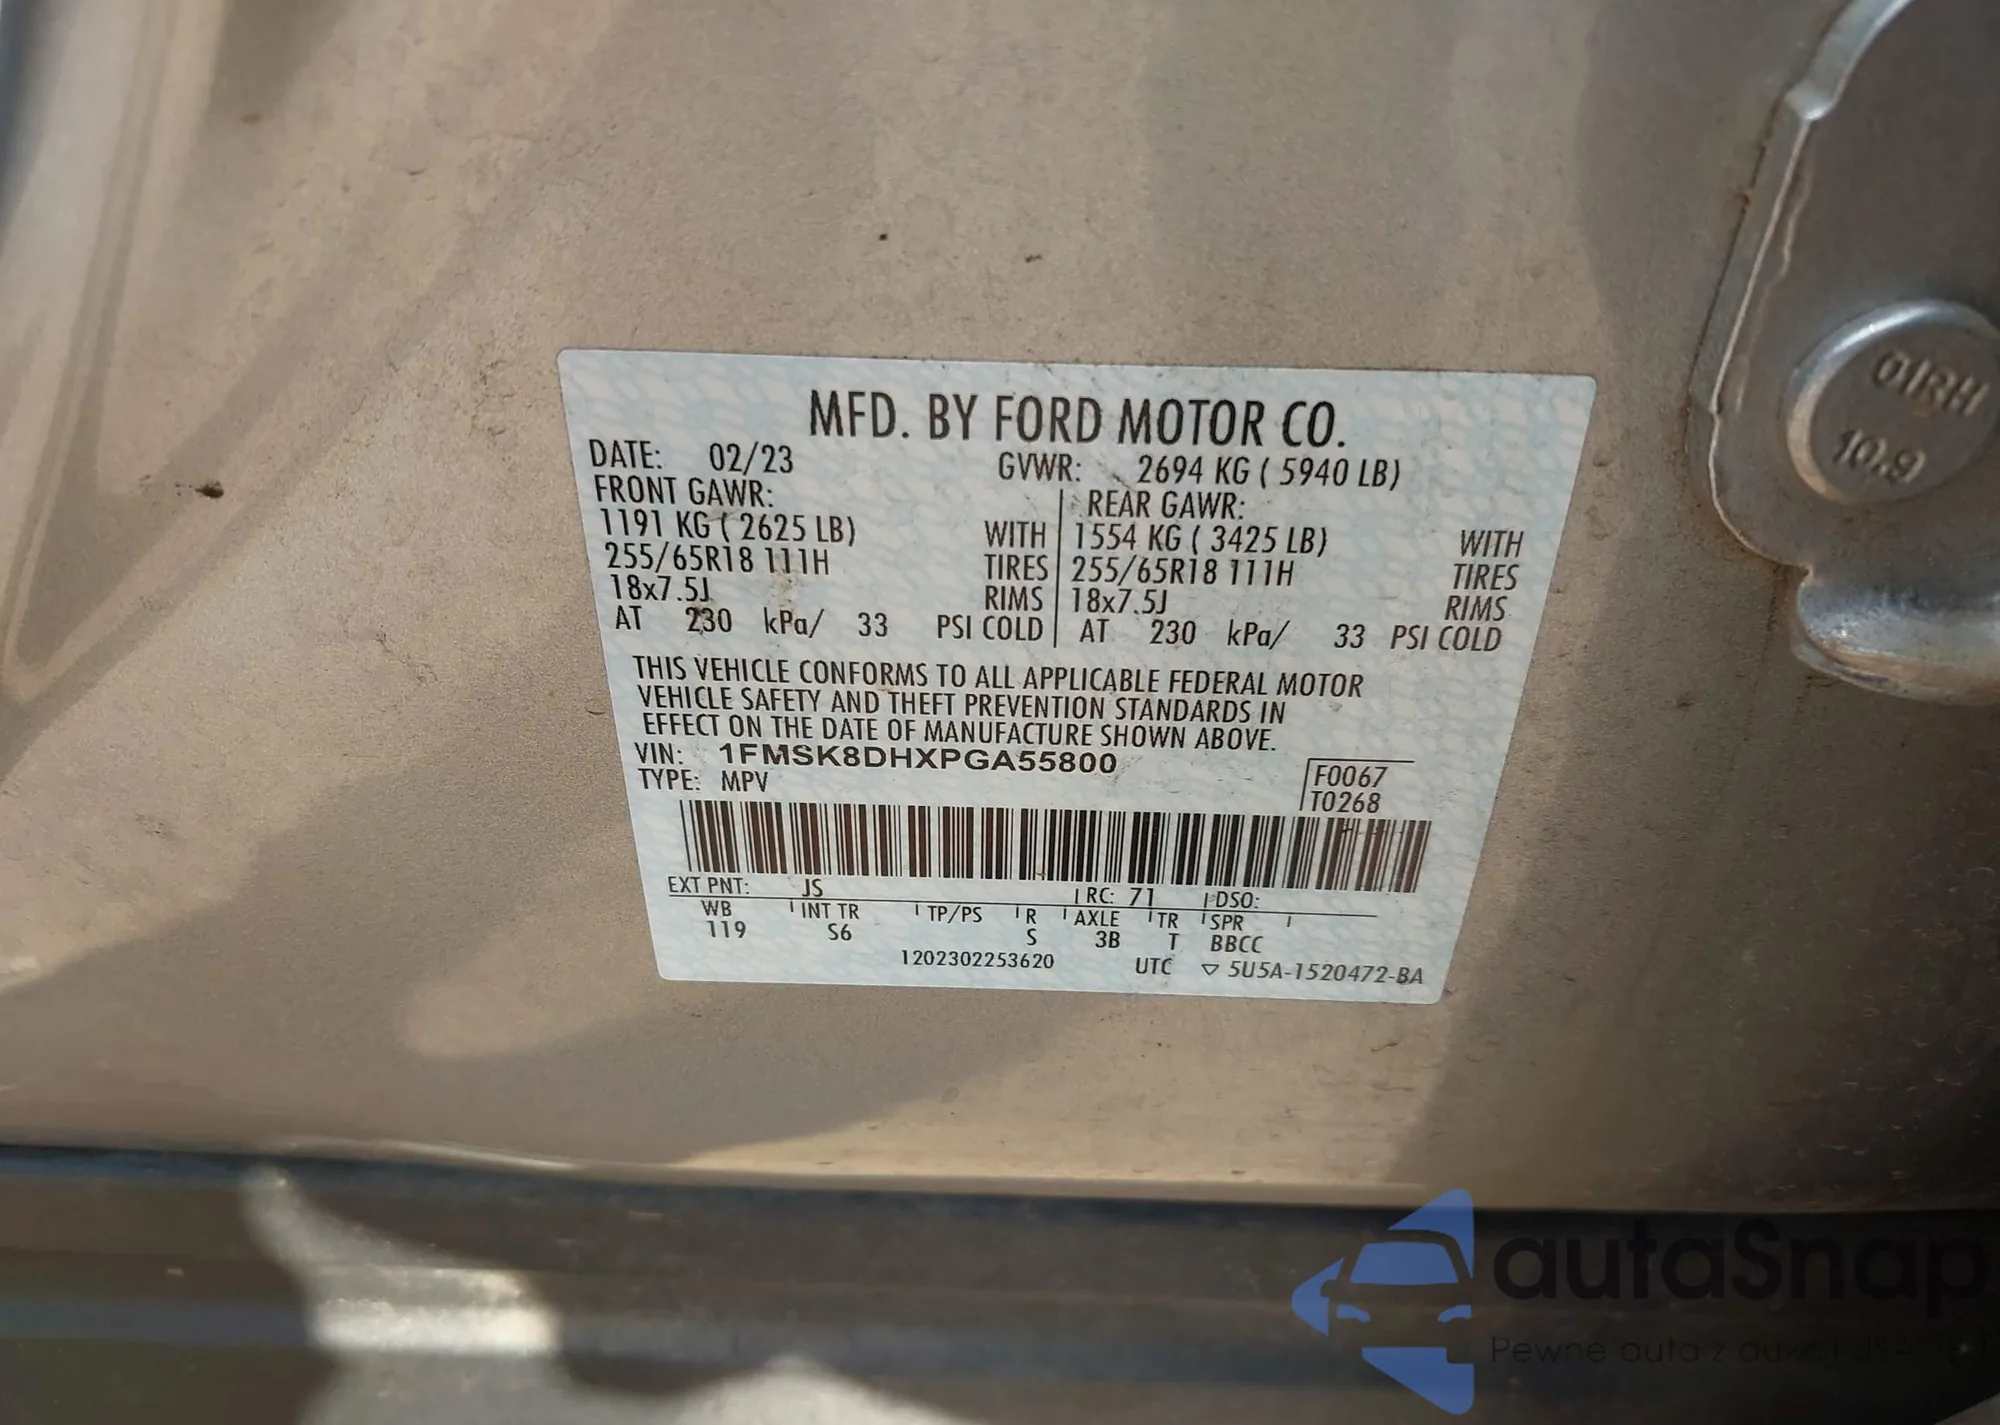 MFD. BY FORD MOTOR CO.
DATE: 02/23 GVWR: 2694 KG ( 5940 LB)
FRONT GAWR: REAR GAWR:
1191 KG ( 2625 LB) WITH 1554 KG ( 3425 LB) WITH
255/65R18 111H TIRES 255/65R18 111H TIRES
18x7.5J RIMS 18x7.5J RIMS
AT 230 kPa/ 33 PSI COLD AT 230 kPa/ 33 PSI COLD
THIS VEHICLE CONFORMS TO ALL APPLICABLE FEDERAL MOTOR
VEHICLE SAFETY AND THEFT PREVENTION STANDARDS IN
EFFECT ON THE DATE OF MANUFACTURE SHOWN ABOVE.
VIN: 1FMSK8DHXPGA55800
TYPE: MPV
F0067
T0268
EXT PNT: JS RC: 71 DSO:
WB INT TR TP/PS R AXLE TR SPR
119 S6 S 3B T BBCC
1202302253620 UTC ▽ 5U5A-1520472-BA
01RH
10.9
autaSnap
Pewne auta z